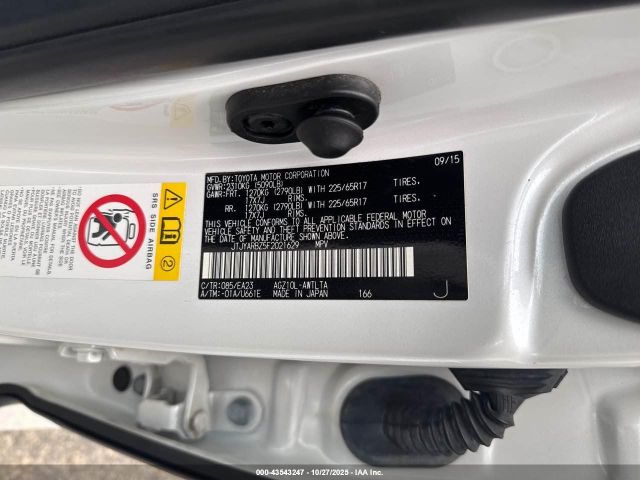 MFD.BY:TOYOTA MOTOR CORPORATION 09/15
GVWR:2310KG (5090LB)
GAWR:FRT. 1270KG (2790LB) WITH 225/65R17 TIRES.
17X7J RIMS.
RR. 1270KG (2790LB) WITH 225/65R17 TIRES.
17X7J RIMS.
THIS VEHICLE CONFORMS TO ALL APPLICABLE FEDERAL MOTOR
VEHICLE SAFETY AND THEFT PREVENTION STANDARDS IN EFFECT ON
THE DATE OF MANUFACTURE SHOWN ABOVE.
JTJYARBZ5F2021629 MPV
C/TR:085/EA23 AGZ10L-AWTLTA
A/TM:-01A/U661E MADE IN JAPAN 166 J
SRS SIDE AIRBAG
000-43543247 - 10/27/2025 - IAA Inc.